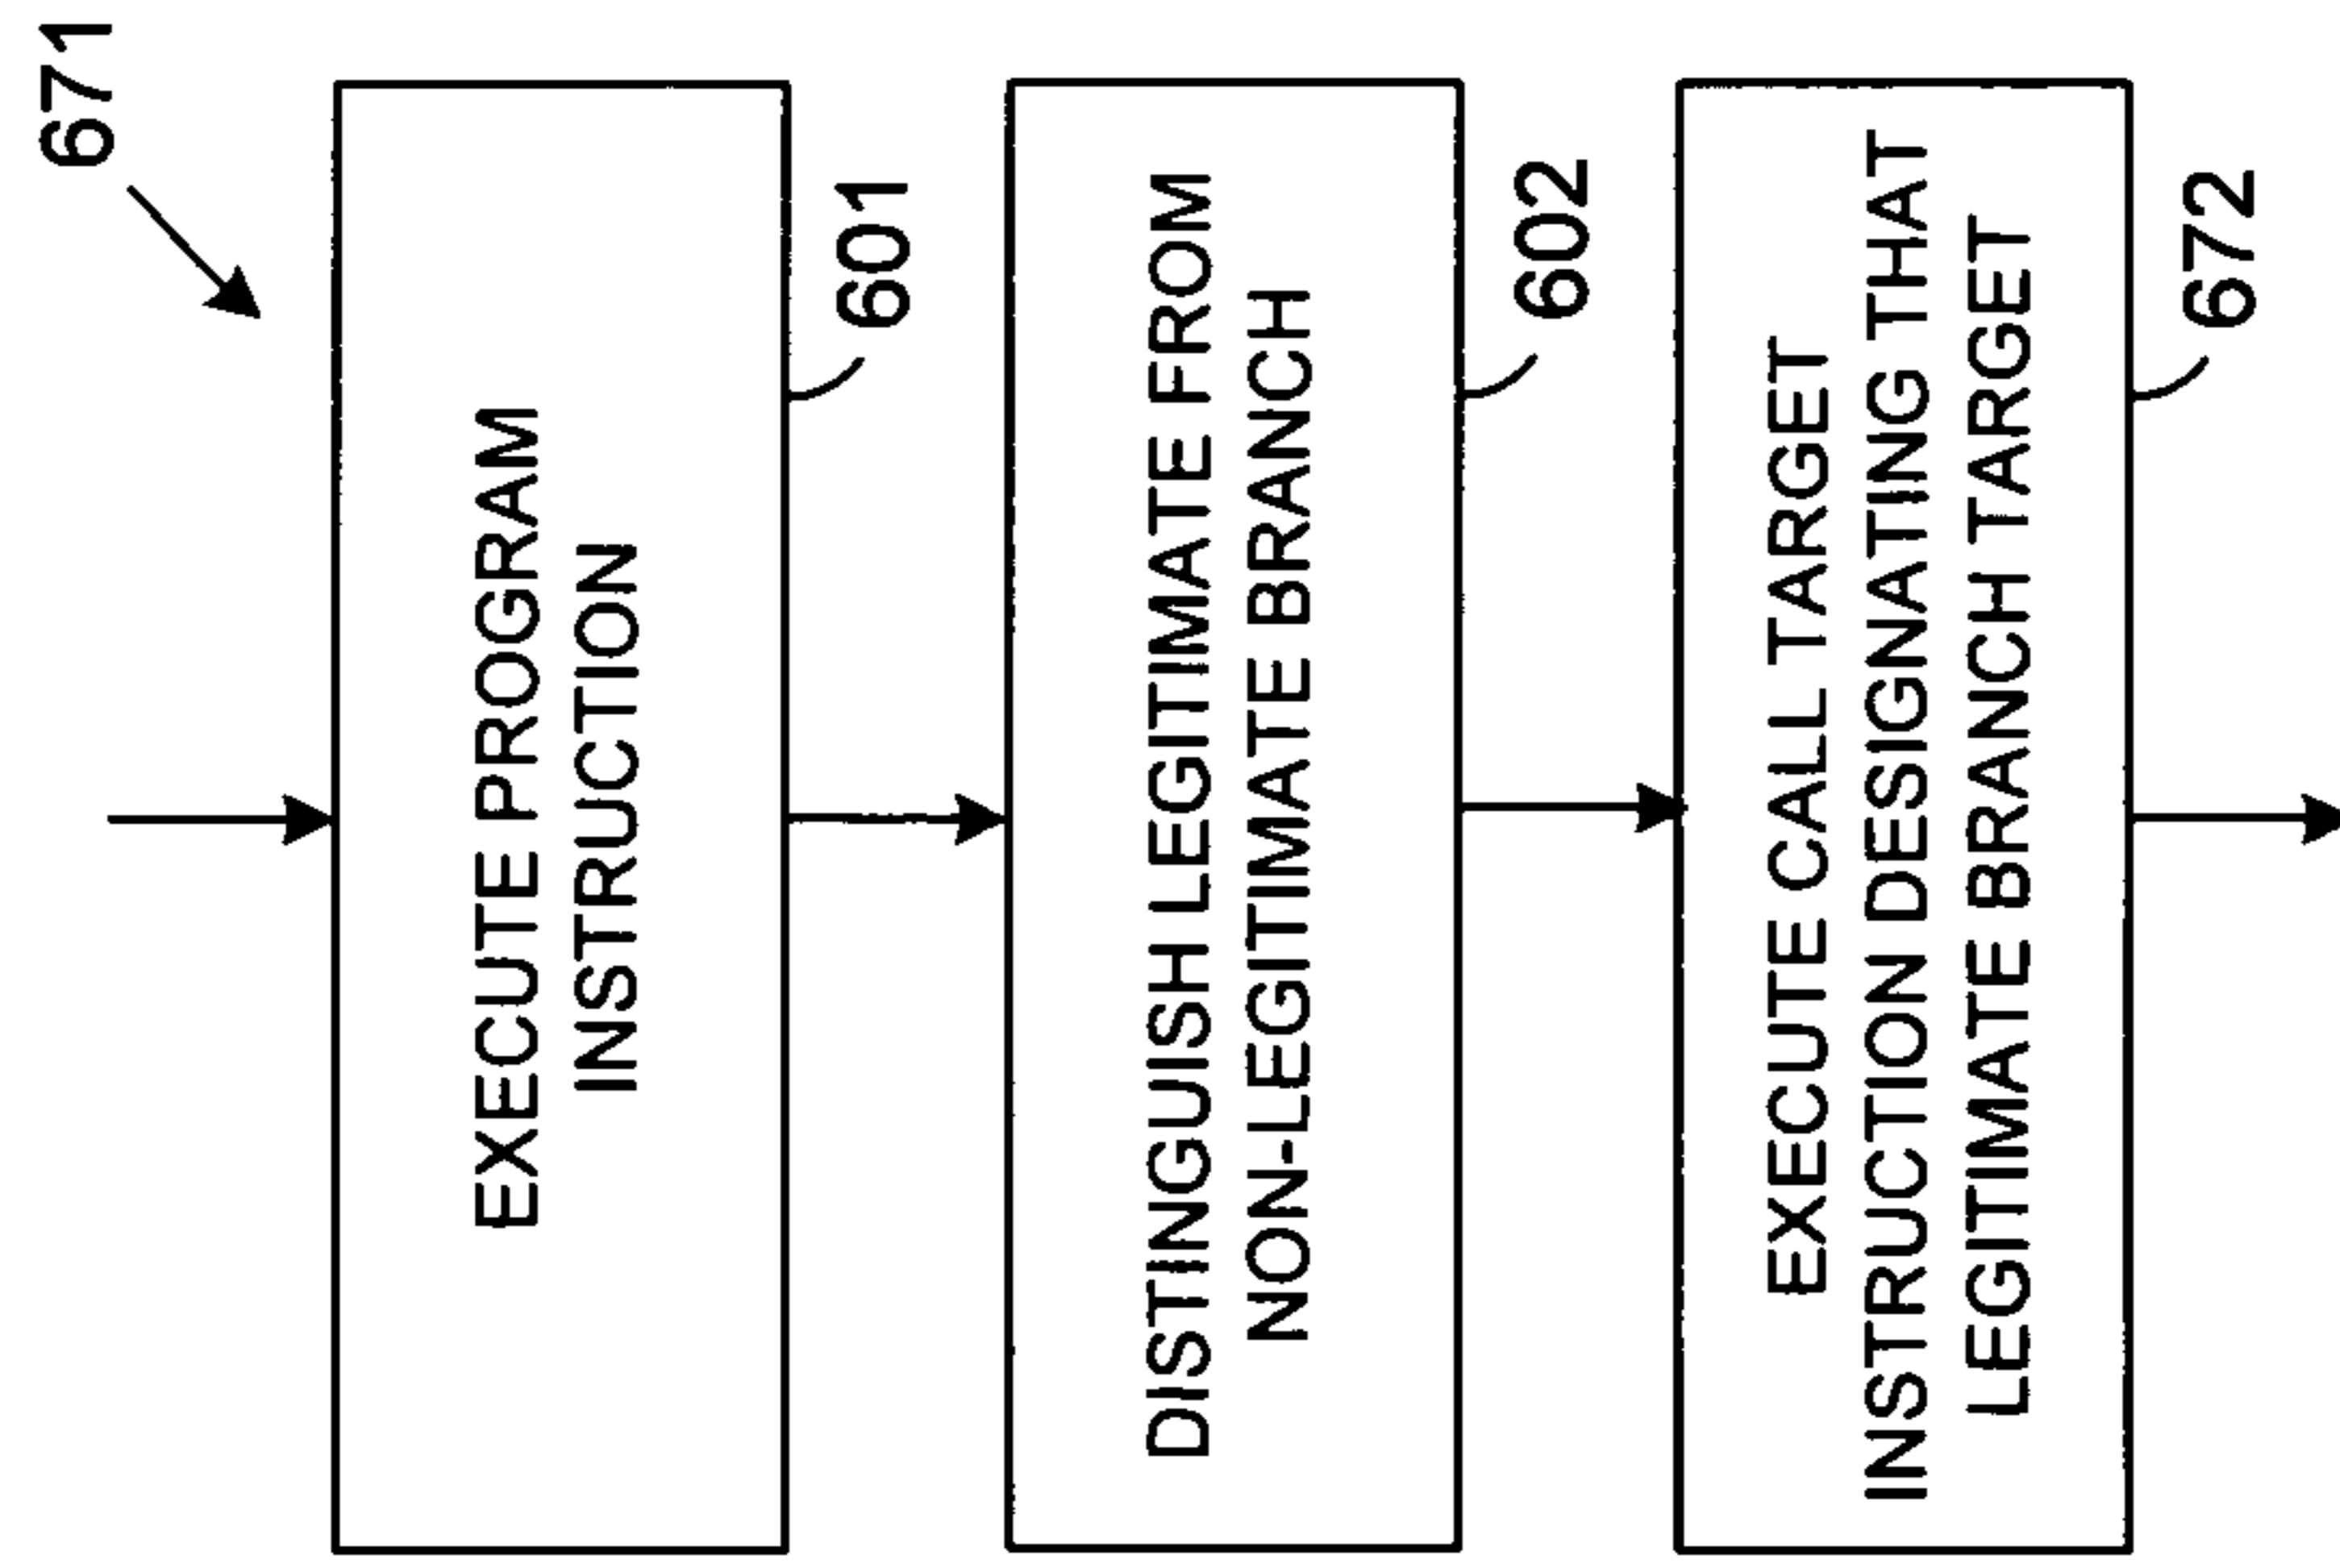 671
EXECUTE PROGRAM
INSTRUCTION
601
DISTINGUISH LEGITIMATE FROM
NON-LEGITIMATE BRANCH
602
EXECUTE CALL TARGET
INSTRUCTION DESIGNATING THAT
LEGITIMATE BRANCH TARGET
672